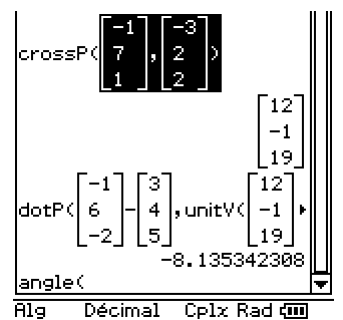 crossP([-1 7 1],[-3 2 2])
[12 -1 19]
dotP([-1 6 -2]-[3 4 5],unitV([12 -1 19]▶
-8.135342308
angle(
Alg Décimal Cplx Rad